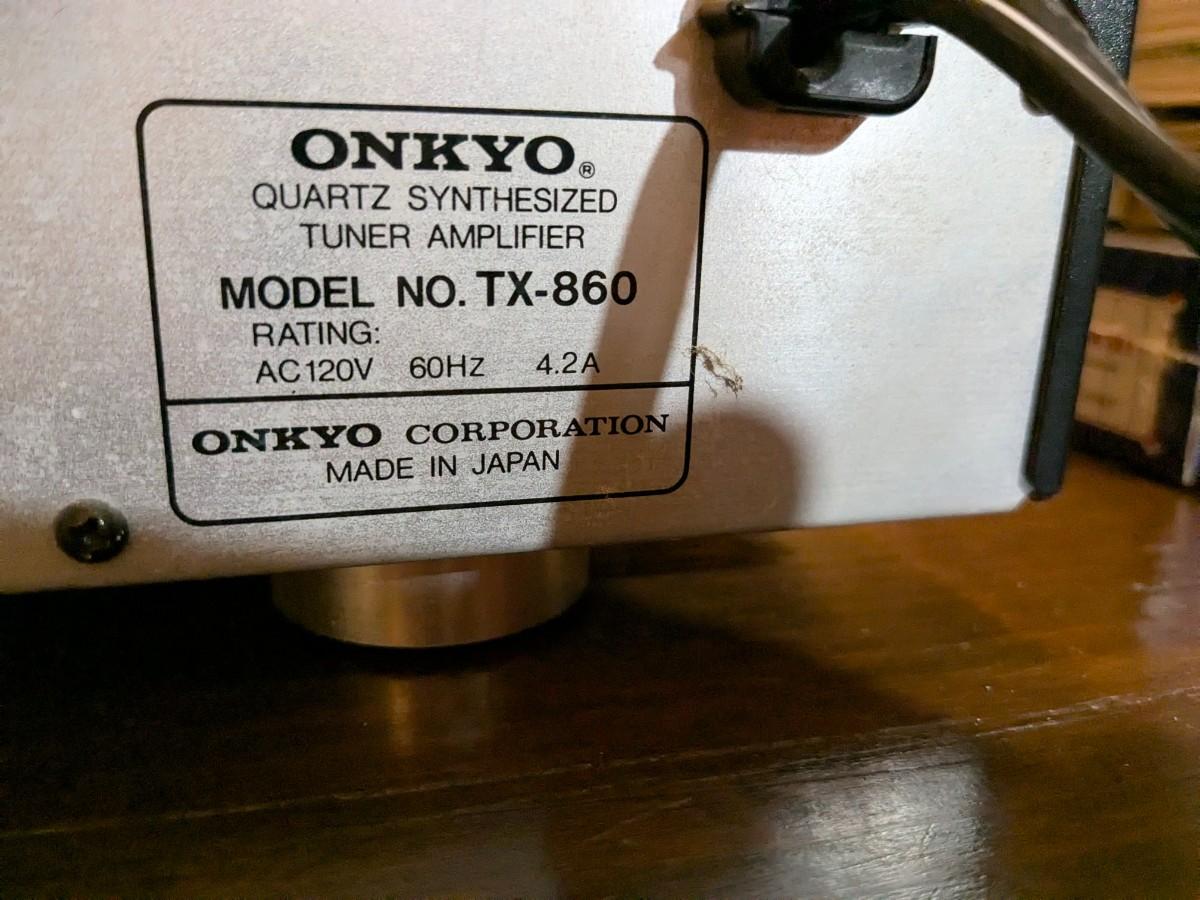 ONKYO®
QUARTZ SYNTHESIZED
TUNER AMPLIFIER
MODEL NO. TX-860
RATING:
AC120V 60Hz 4.2A
ONKYO CORPORATION
MADE IN JAPAN